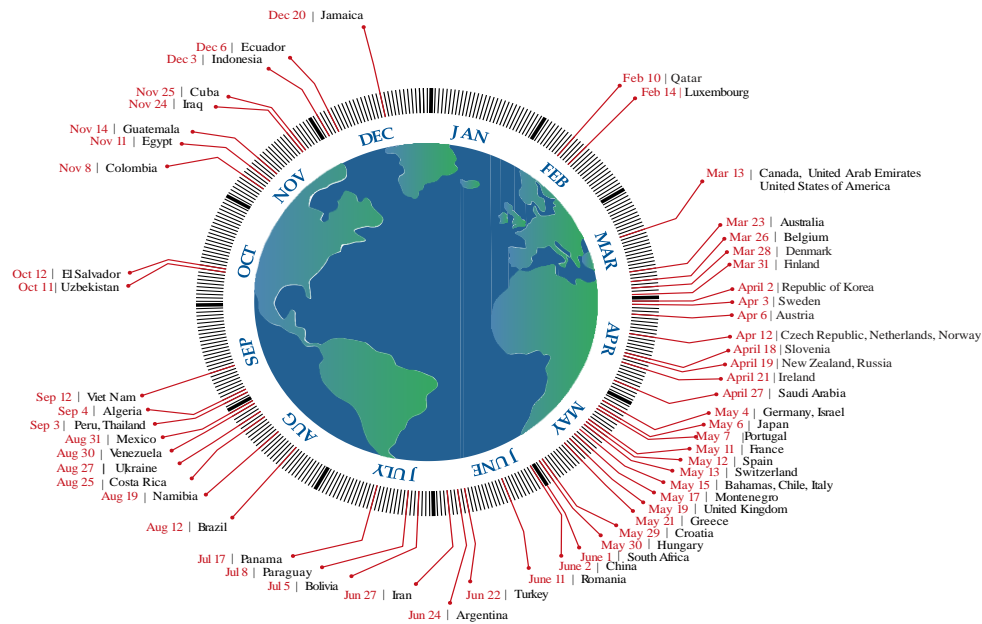 Dec 20 | Jamaica
Dec 6 | Ecuador
Dec 3 | Indonesia
Nov 25 | Cuba
Nov 24 | Iraq
Nov 14 | Guatemala
Nov 11 | Egypt
Nov 8 | Colombia
Oct 12 | El Salvador
Oct 11 | Uzbekistan
Sep 12 | Viet Nam
Sep 4 | Algeria
Sep 3 | Peru, Thailand
Aug 31 | Mexico
Aug 30 | Venezuela
Aug 27 | Ukraine
Aug 25 | Costa Rica
Aug 19 | Namibia
Aug 12 | Brazil
Jul 17 | Panama
Jul 8 | Paraguay
Jul 5 | Bolivia
Jun 27 | Iran
Jun 24 | Argentina
Jun 22 | Turkey
Feb 10 | Qatar
Feb 14 | Luxembourg
Mar 13 | Canada, United Arab Emirates
United States of America
Mar 23 | Australia
Mar 26 | Belgium
Mar 28 | Denmark
Mar 31 | Finland
April 2 | Republic of Korea
Apr 3 | Sweden
Apr 6 | Austria
Apr 12 | Czech Republic, Netherlands, Norway
April 18 | Slovenia
April 19 | New Zealand, Russia
April 21 | Ireland
April 27 | Saudi Arabia
May 4 | Germany, Israel
May 6 | Japan
May 7 | Portugal
May 11 | France
May 12 | Spain
May 13 | Switzerland
May 15 | Bahamas, Chile, Italy
May 17 | Montenegro
May 19 | United Kingdom
May 21 | Greece
May 29 | Croatia
May 30 | Hungary
June 1 | South Africa
June 2 | China
June 11 | Romania
JAN
FEB
MAR
APR
MAY
JUNE
JULY
AUG
SEP
OCT
NOV
DEC